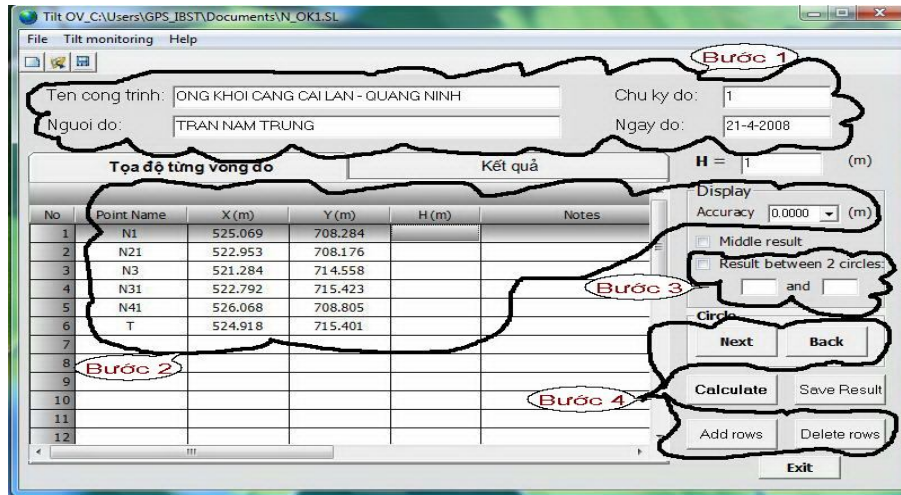 Tilt OV_C:\Users\GPS_IBST\Documents\N_OK1.SL
File Tilt monitoring Help
Bước 1
Ten cong trinh: ONG KHOI CANG CAI LAN - QUANG NINH Chu ky do: 1
Nguoi do: TRAN NAM TRUNG Ngay do: 21-4-2008
Tọa độ từng vòng đo Kết quả H = 1 (m)
Display
Accuracy 0.0000 (m)
No Point Name X (m) Y (m) H (m) Notes
1 N1 525.069 708.284
2 N21 522.953 708.176
3 N3 521.284 714.558
4 N31 522.792 715.423
5 N41 526.068 708.805
6 T 524.918 715.401
7
8
9
10
11
12
Middle result
Result between 2 circles:
and
Bước 3
Circle
Next Back
Bước 2
Bước 4
Calculate Save Result
Add rows Delete rows
Exit